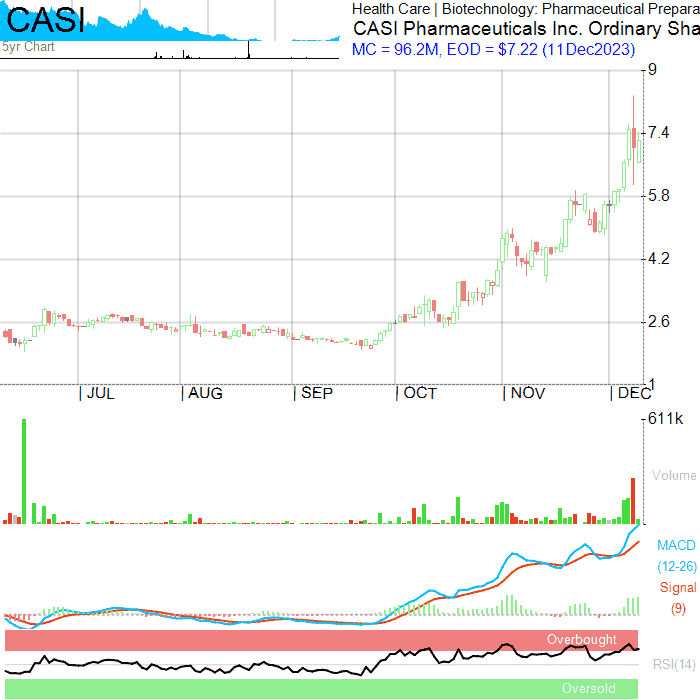 CASI
5yr Chart
Health Care | Biotechnology: Pharmaceutical Prepara
CASI Pharmaceuticals Inc. Ordinary Sha
MC = 96.2M, EOD = $7.22 (11Dec2023)
9
7.4
5.8
4.2
2.6
1
JUL AUG SEP OCT NOV DEC
611k
Volume
MACD
(12-26)
Signal
(9)
Overbought
RSI(14)
Oversold